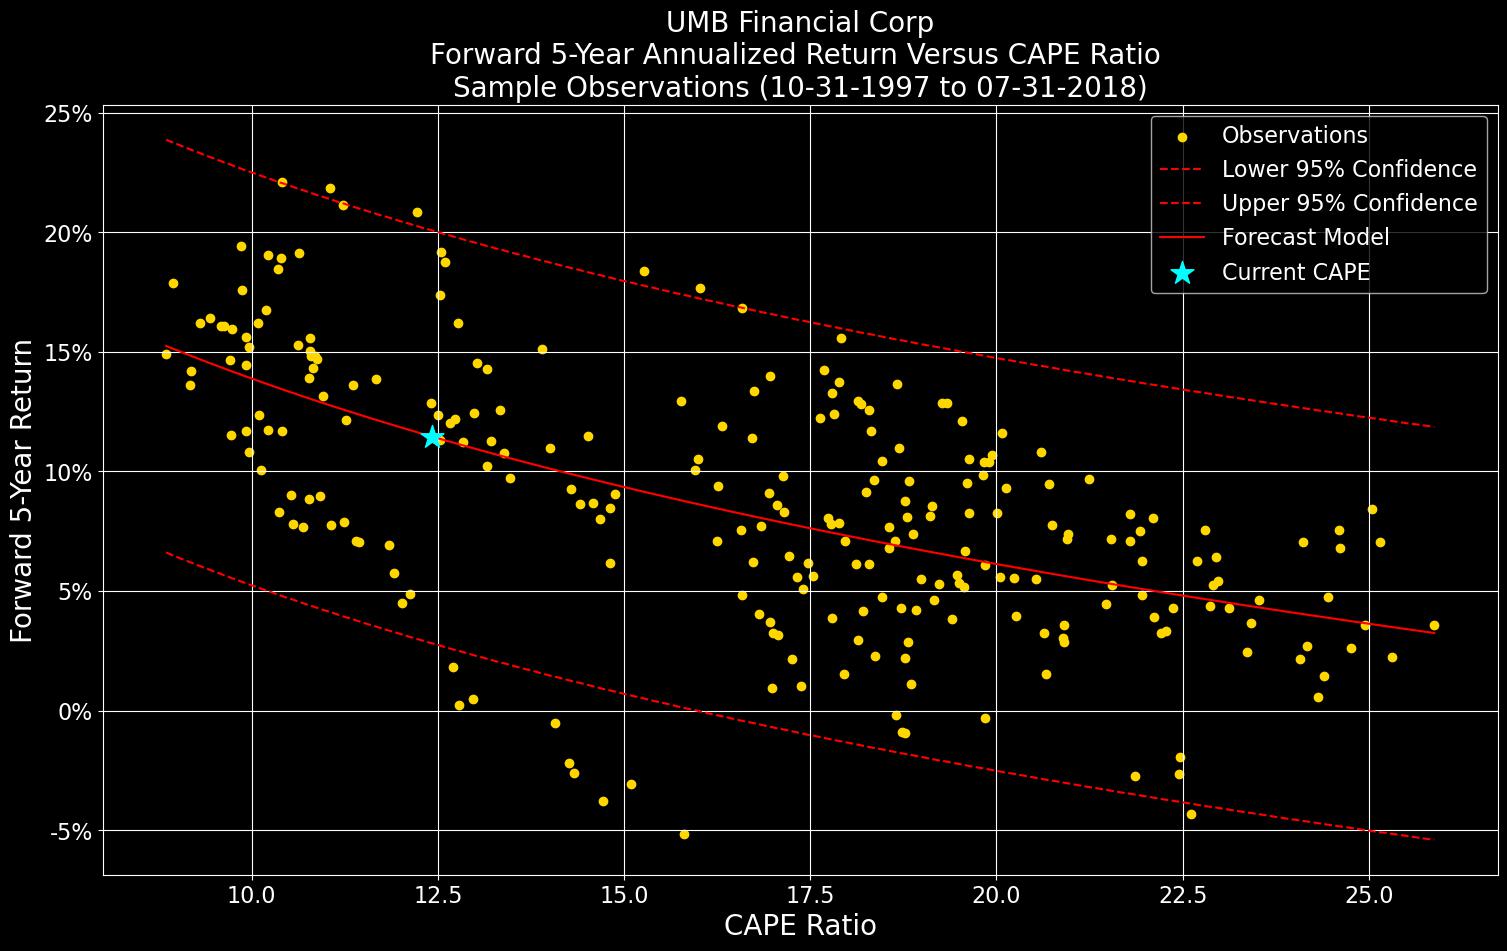 UMB Financial Corp
Forward 5-Year Annualized Return Versus CAPE Ratio
Sample Observations (10-31-1997 to 07-31-2018)
Observations
Lower 95% Confidence
Upper 95% Confidence
Forecast Model
Current CAPE
Forward 5-Year Return
25%
20%
15%
10%
5%
0%
-5%
10.0 12.5 15.0 17.5 20.0 22.5 25.0
CAPE Ratio